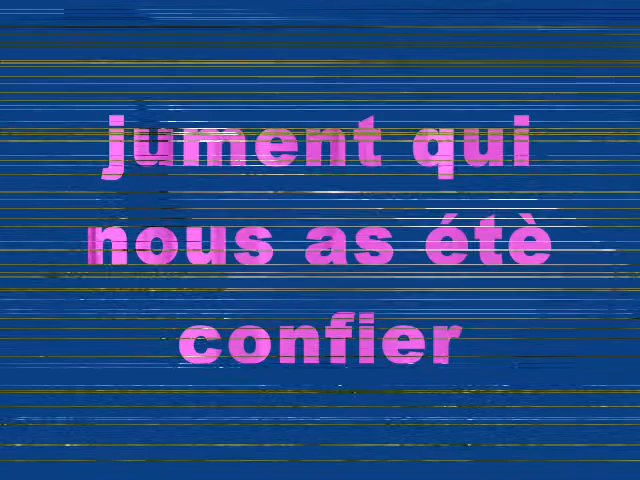 jument qui
nous as étè
confier